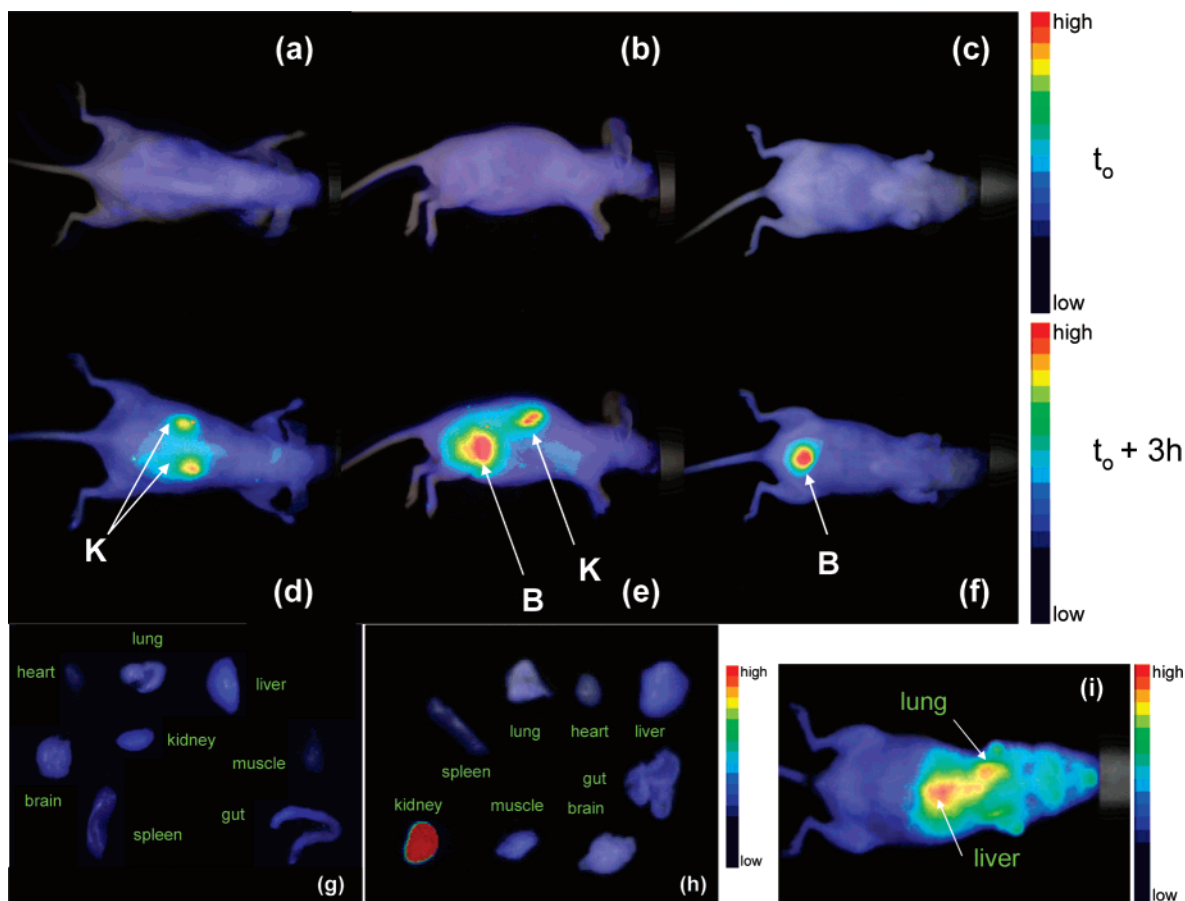 (a)
(b)
(c)
high
t₀
low
high
t₀ + 3h
low
K
B
K
B
(d)
(e)
(f)
lung
heart
liver
kidney
muscle
brain
spleen
gut
(g)
lung
heart
liver
spleen
gut
kidney
muscle
brain
(h)
high
low
(i)
lung
liver
high
low